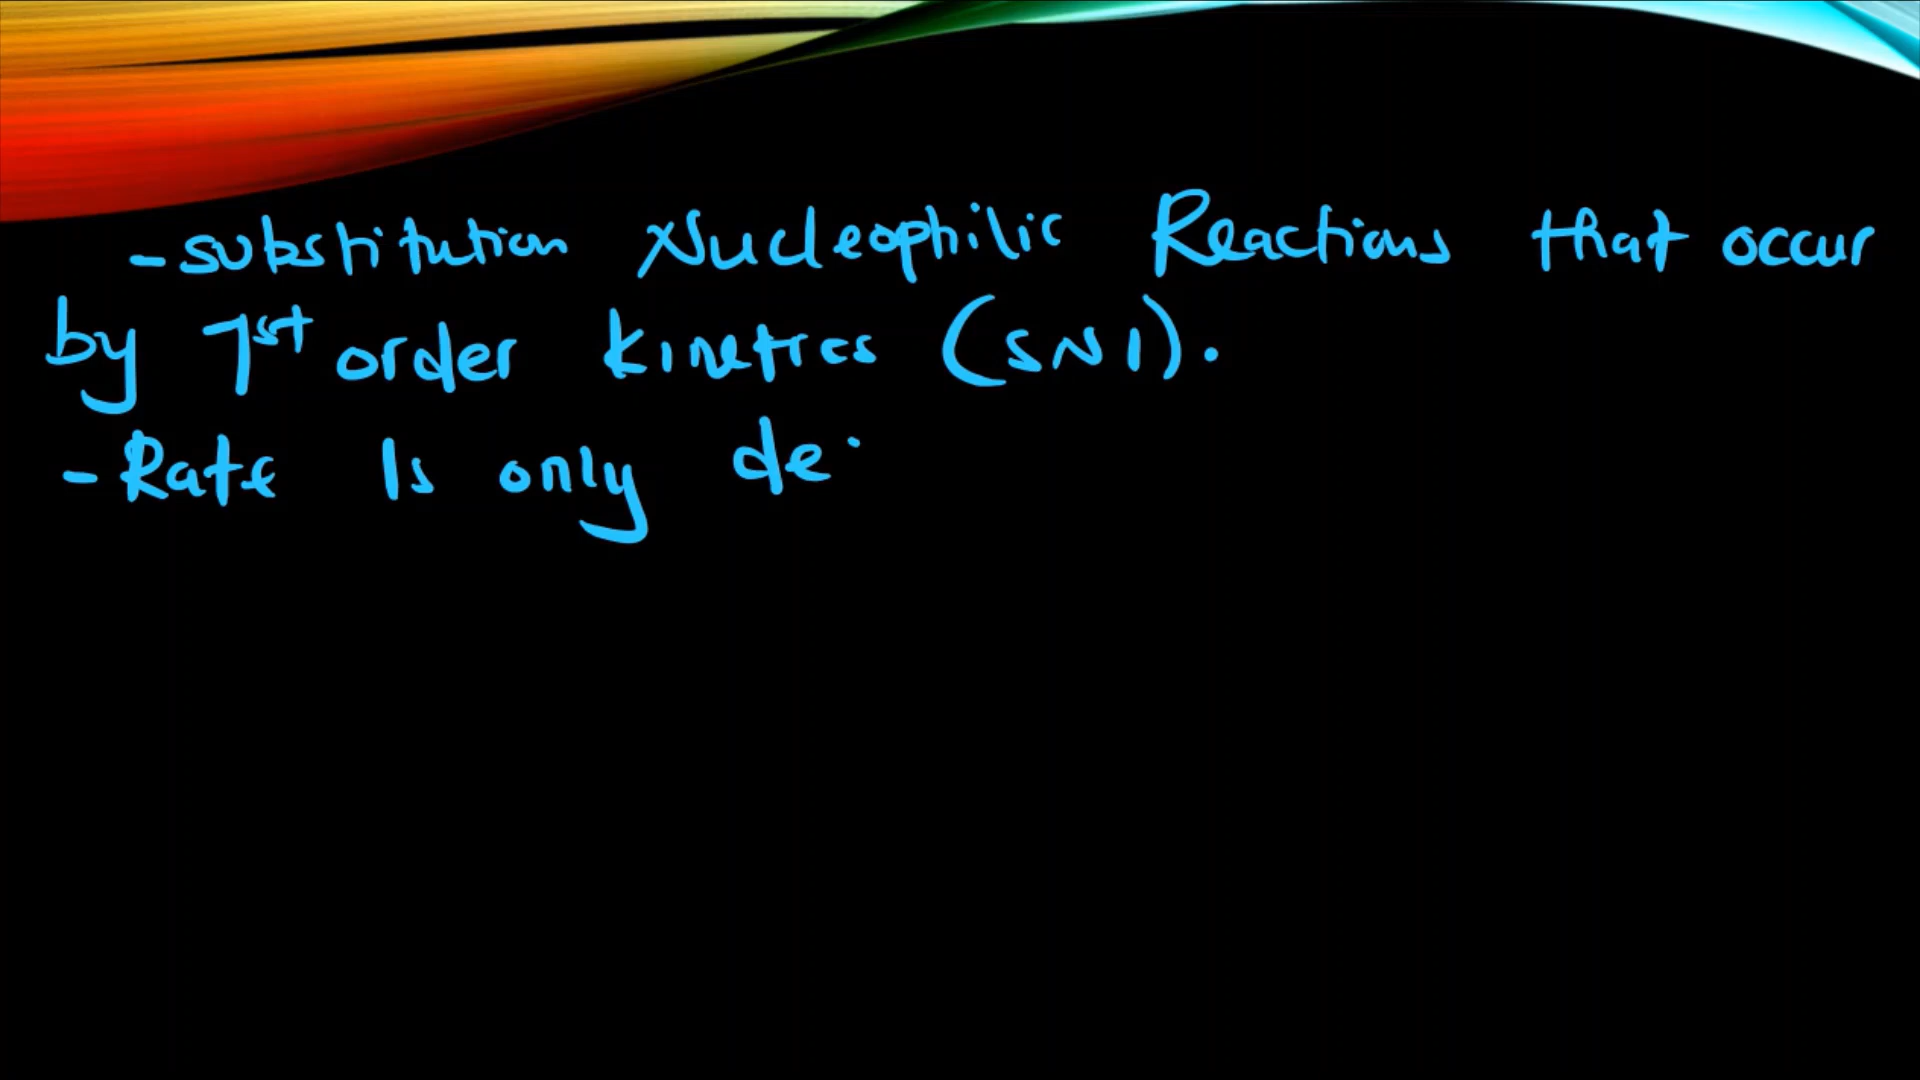 - substitution Nucleophilic Reactions that occur
by 1st order kinetics (SN1).
- Rate Is only de